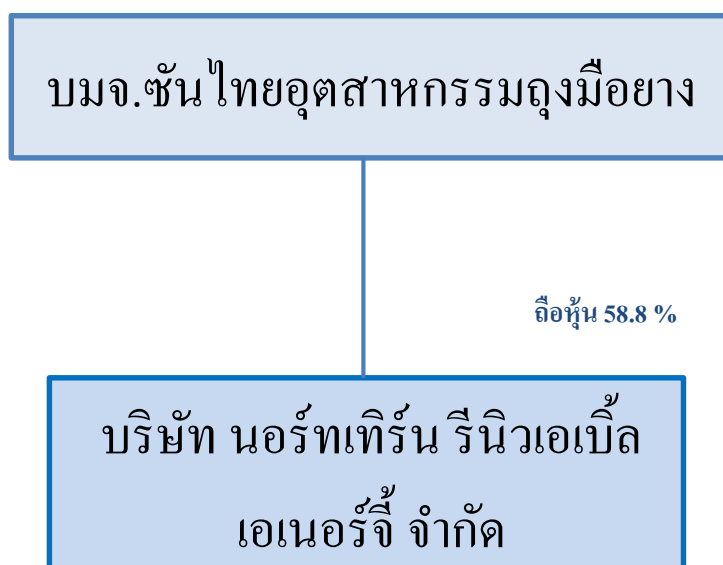 บมจ.ซันไทยอุตสาหกรรมถุงมือยาง
ถือหุ้น 58.8 %
บริษัท นอร์ทเทิร์น รีนิวเอเบิ้ล
เอเนอร์จี้ จำกัด